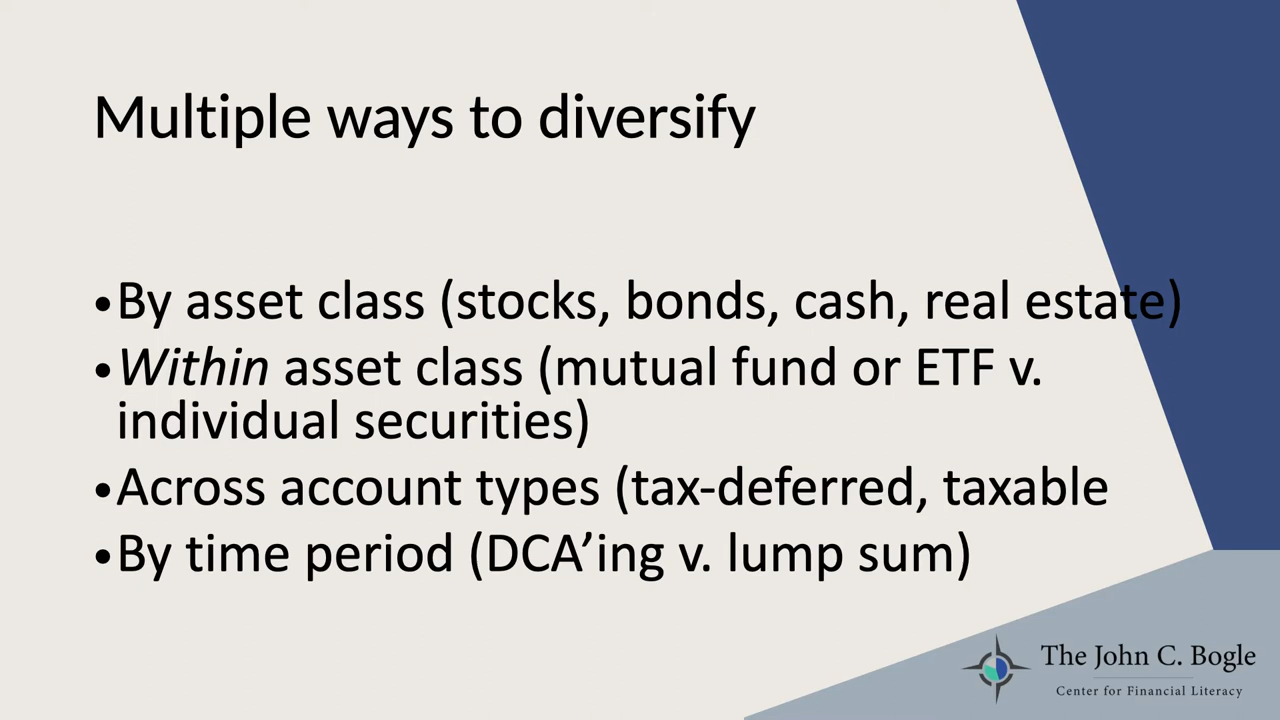 Multiple ways to diversify
•By asset class (stocks, bonds, cash, real estate)
•Within asset class (mutual fund or ETF v.
individual securities)
•Across account types (tax-deferred, taxable
•By time period (DCA’ing v. lump sum)
The John C. Bogle
Center for Financial Literacy